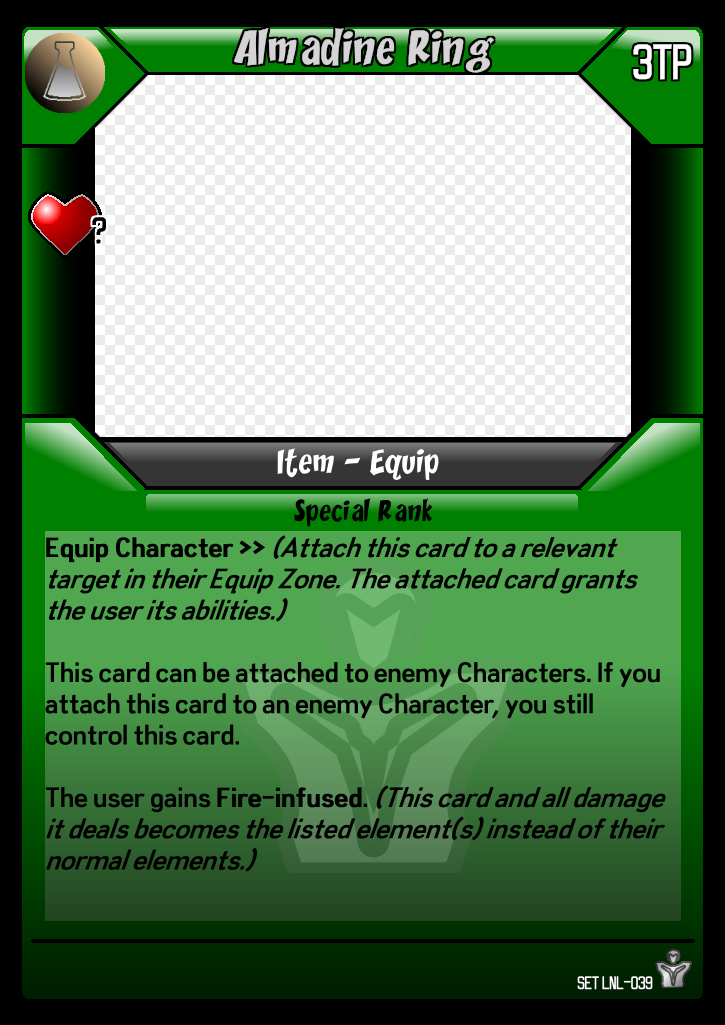 Almadine Ring
3TP
?
Item - Equip
Special Rank
Equip Character >> (Attach this card to a relevant
target in their Equip Zone. The attached card grants
the user its abilities.)
This card can be attached to enemy Characters. If you
attach this card to an enemy Character, you still
control this card.
The user gains Fire-infused. (This card and all damage
it deals becomes the listed element(s) instead of their
normal elements.)
SET LNL-039